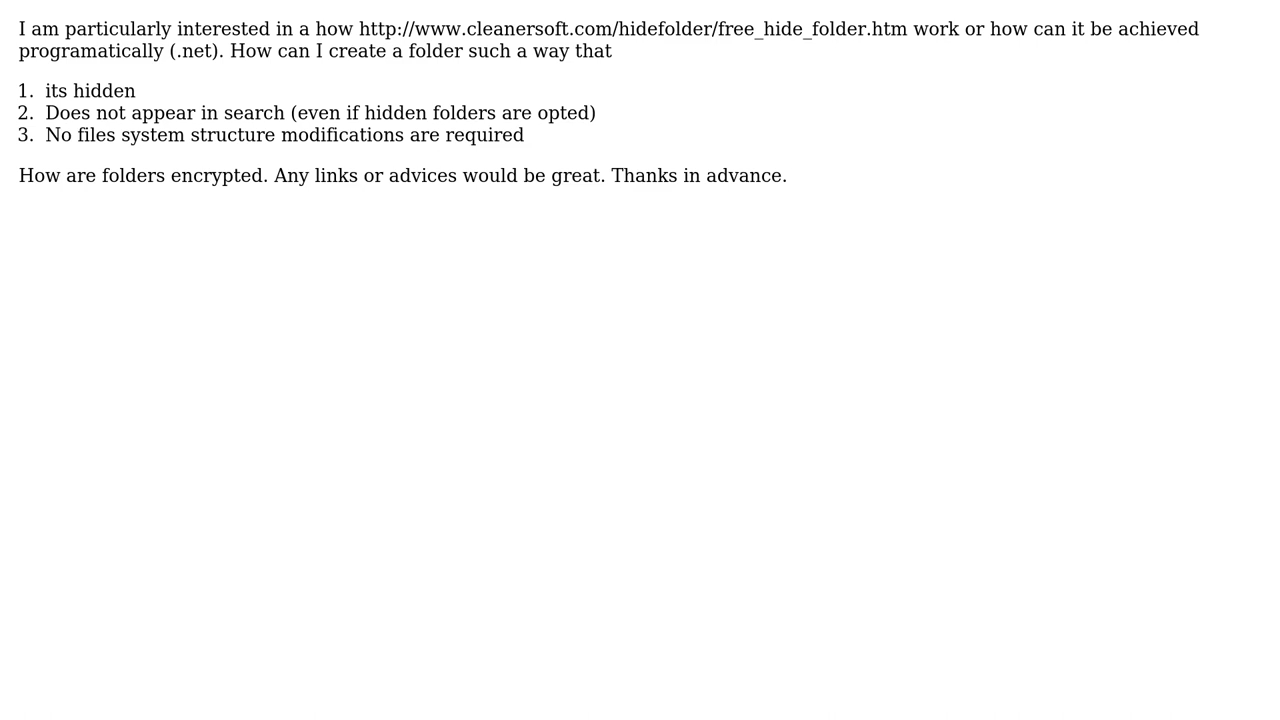 I am particularly interested in a how http://www.cleanersoft.com/hidefolder/free_hide_folder.htm work or how can it be achieved
programatically (.net). How can I create a folder such a way that
1. its hidden
2. Does not appear in search (even if hidden folders are opted)
3. No files system structure modifications are required
How are folders encrypted. Any links or advices would be great. Thanks in advance.